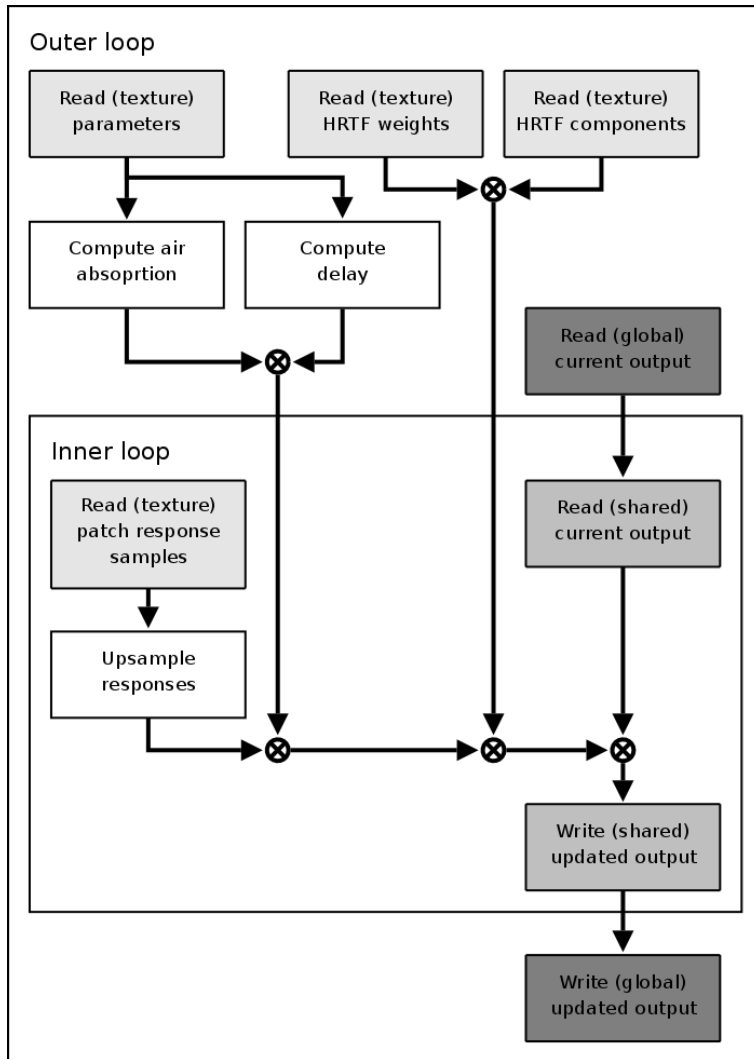 Outer loop
Read (texture)
parameters
Read (texture)
HRTF weights
Read (texture)
HRTF components
Compute air
absoprtion
Compute
delay
Read (global)
current output
Inner loop
Read (texture)
patch response
samples
Read (shared)
current output
Upsample
responses
Write (shared)
updated output
Write (global)
updated output